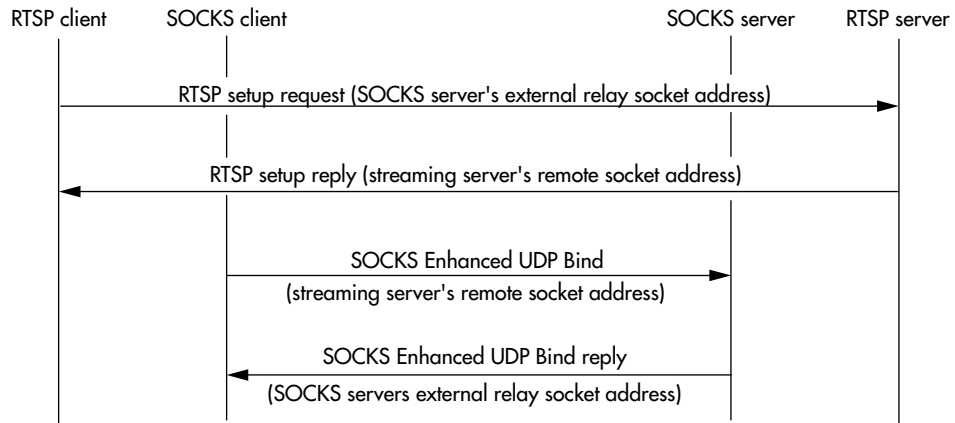 RTSP client
SOCKS client
SOCKS server
RTSP server
RTSP setup request (SOCKS server's external relay socket address)
RTSP setup reply (streaming server's remote socket address)
SOCKS Enhanced UDP Bind
(streaming server's remote socket address)
SOCKS Enhanced UDP Bind reply
(SOCKS servers external relay socket address)